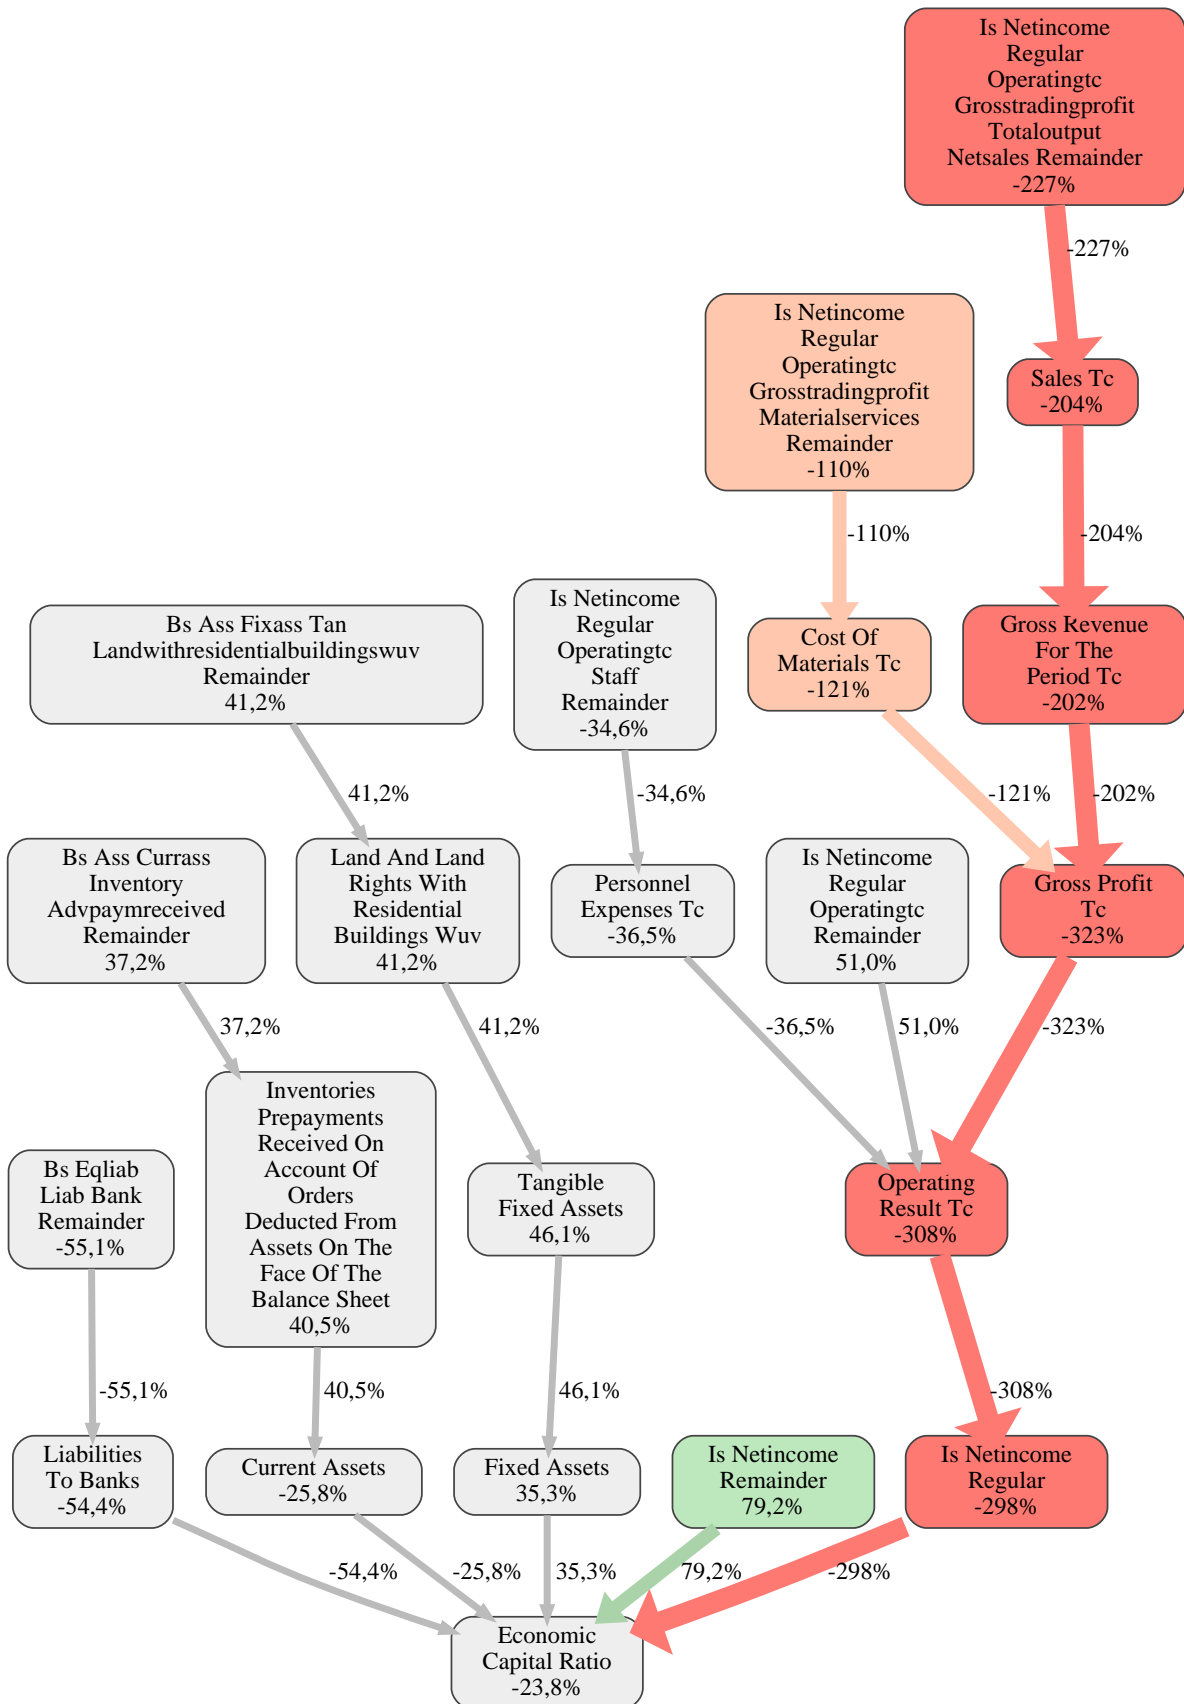 Is Netincome
Regular
Operatingtc
Grosstradingprofit
Totaloutput
Netsales Remainder
-227%
-227%
Is Netincome
Regular
Operatingtc
Grosstradingprofit
Materialservices
Remainder
-110%
Sales Tc
-204%
-110%
-204%
Bs Ass Fixass Tan
Landwithresidentialbuildingswuv
Remainder
41,2%
Is Netincome
Regular
Operatingtc
Staff
Remainder
-34,6%
Cost Of
Materials Tc
-121%
Gross Revenue
For The
Period Tc
-202%
41,2%
-34,6%
-121%
-202%
Bs Ass Currass
Inventory
Advpaymreceived
Remainder
37,2%
Land And Land
Rights With
Residential
Buildings Wuv
41,2%
Personnel
Expenses Tc
-36,5%
Is Netincome
Regular
Operatingtc
Remainder
51,0%
Gross Profit
Tc
-323%
37,2%
41,2%
-36,5%
51,0%
-323%
Bs Eqliab
Liab Bank
Remainder
-55,1%
Inventories
Prepayments
Received On
Account Of
Orders
Deducted From
Assets On The
Face Of The
Balance Sheet
40,5%
Tangible
Fixed Assets
46,1%
Operating
Result Tc
-308%
-55,1%
40,5%
46,1%
-308%
Liabilities
To Banks
-54,4%
Current Assets
-25,8%
Fixed Assets
35,3%
Is Netincome
Remainder
79,2%
Is Netincome
Regular
-298%
-54,4%
-25,8%
35,3%
79,2%
-298%
Economic
Capital Ratio
-23,8%